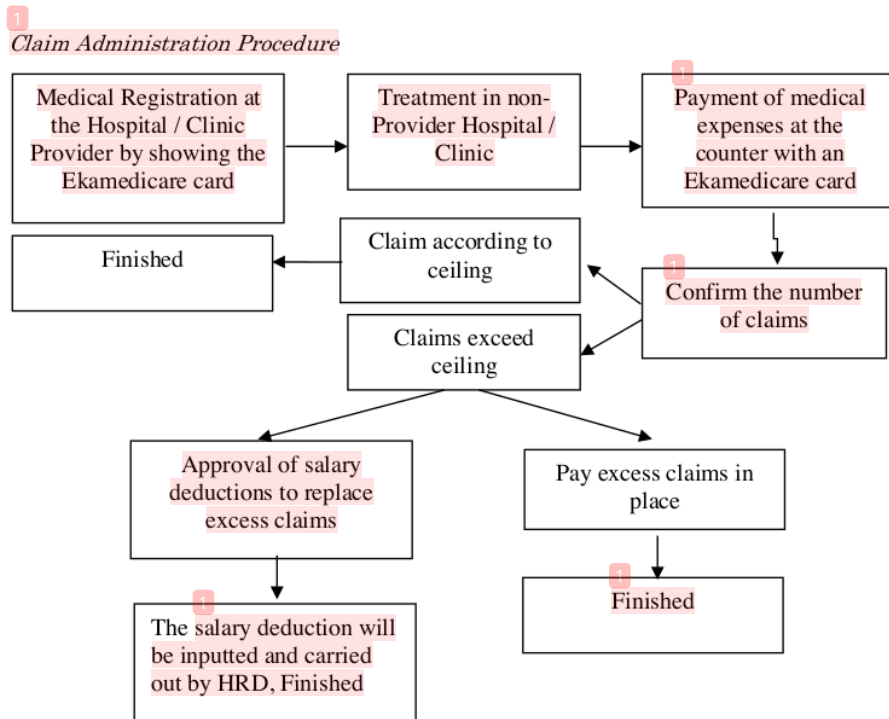 1
Claim Administration Procedure
Medical Registration at
the Hospital / Clinic
Provider by showing the
Ekamedicare card
Treatment in non-
Provider Hospital /
Clinic
1
Payment of medical
expenses at the
counter with an
Ekamedicare card
Finished
Claim according to
ceiling
1
Confirm the number
of claims
Claims exceed
ceiling
Approval of salary
deductions to replace
excess claims
Pay excess claims in
place
1
The salary deduction will
be inputted and carried
out by HRD, Finished
1
Finished